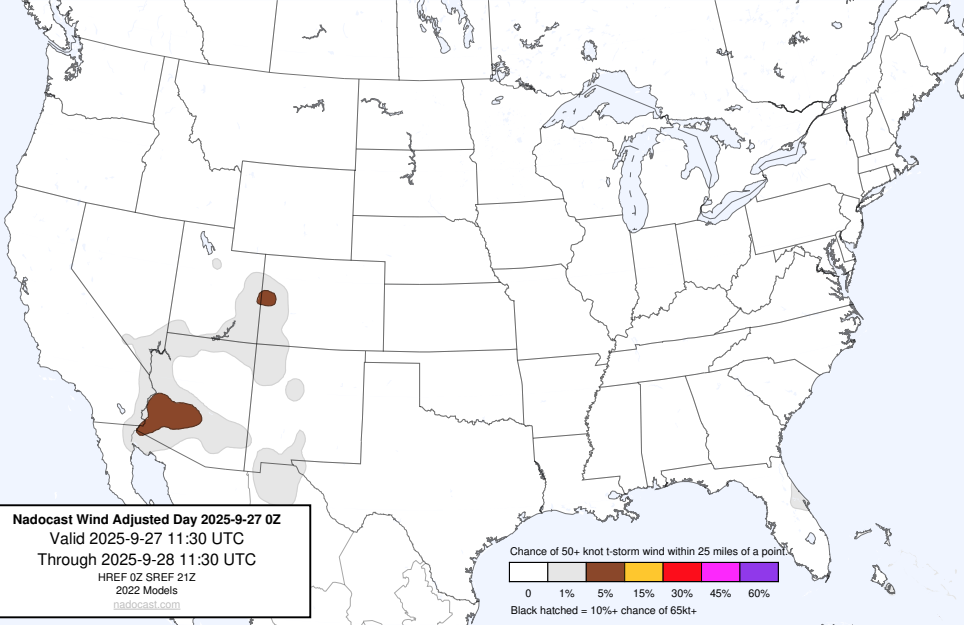 Nadocast Wind Adjusted Day 2025-9-27 0Z
Valid 2025-9-27 11:30 UTC
Through 2025-9-28 11:30 UTC
HREF 0Z SREF 21Z
2022 Models
nadocast.com
Chance of 50+ knot t-storm wind within 25 miles of a point.
0 1% 5% 15% 30% 45% 60%
Black hatched = 10%+ chance of 65kt+